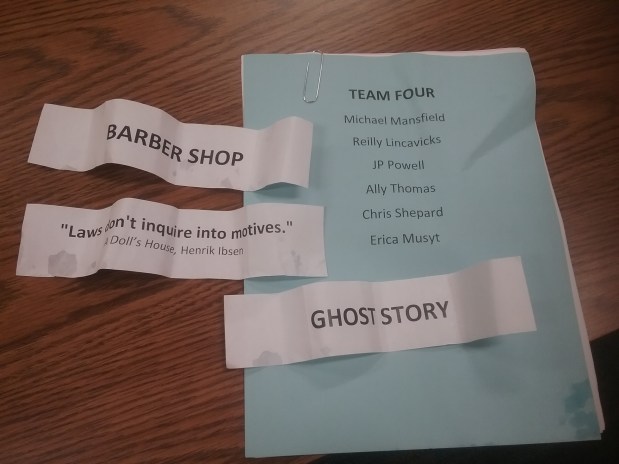 BARBER SHOP
"Laws don't inquire into motives."
Doll's House, Henrik Ibsen
TEAM FOUR
Michael Mansfield
Reilly Lincavicks
JP Powell
Ally Thomas
Chris Shepard
Erica Musyt
GHOST STORY